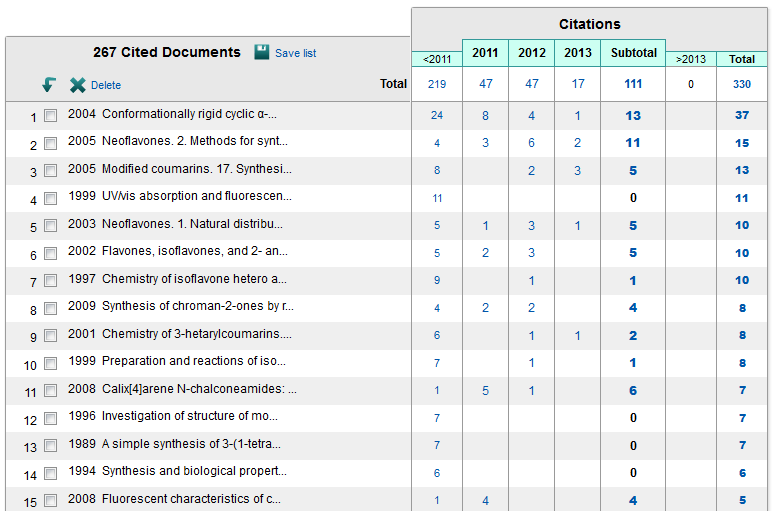 Citations
267 Cited Documents Save list <2011 2011 2012 2013 Subtotal >2013 Total
Delete Total 219 47 47 17 111 0 330
1 2004 Conformationally rigid cyclic α-... 24 8 4 1 13 37
2 2005 Neoflavones. 2. Methods for synt... 4 3 6 2 11 15
3 2005 Modified coumarins. 17. Synthesi... 8 2 3 5 13
4 1999 UV/vis absorption and fluorescen... 11 0 11
5 2003 Neoflavones. 1. Natural distribu... 5 1 3 1 5 10
6 2002 Flavones, isoflavones, and 2- an... 5 2 3 5 10
7 1997 Chemistry of isoflavone hetero a... 9 1 1 10
8 2009 Synthesis of chroman-2-ones by r... 4 2 2 4 8
9 2001 Chemistry of 3-hetarylcoumarins.... 6 1 1 2 8
10 1999 Preparation and reactions of iso... 7 1 1 8
11 2008 Calix[4]arene N-chalconeamides: ... 1 5 1 6 7
12 1996 Investigation of structure of mo... 7 0 7
13 1989 A simple synthesis of 3-(1-tetra... 7 0 7
14 1994 Synthesis and biological propert... 6 0 6
15 2008 Fluorescent characteristics of c... 1 4 4 5